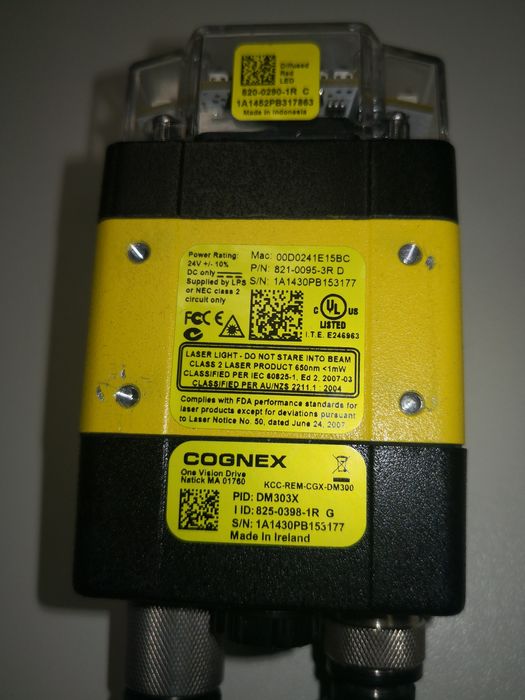 Diffused
Red
LED
820-0280-1R C
1A1452PB317863
Made in Indonesia
Power Rating:
24V +/- 10%
DC only
Supplied by LPS
or NEC class 2
circuit only
Mac: 00D0241E15BC
P/N: 821-0095-3R D
S/N: 1A1430PB153177
FCC CE
C UL US
LISTED
I.T.E. E246963
LASER LIGHT - DO NOT STARE INTO BEAM
CLASS 2 LASER PRODUCT 650nm <1mW
CLASSIFIED PER IEC 60825-1, Ed 2, 2007-03
CLASSIFIED PER AU/NZS 2211.1 : 2004
Complies with FDA performance standards for
laser products except for deviations pursuant
to Laser Notice No. 50, dated June 24, 2007
COGNEX
One Vision Drive
Natick MA 01760
KCC-REM-CGX-DM300
PID: DM303X
I ID: 825-0398-1R G
S/N: 1A1430PB153177
Made in Ireland